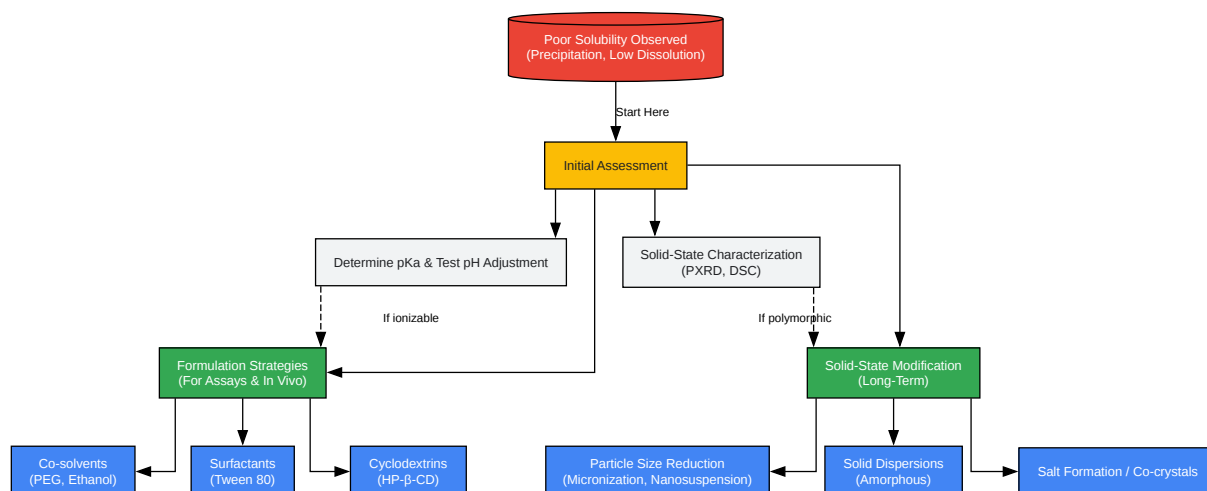 Poor Solubility Observed
(Precipitation, Low Dissolution)
Start Here
Initial Assessment
Determine pKa & Test pH Adjustment
Solid-State Characterization
(PXRD, DSC)
If ionizable
If polymorphic
Formulation Strategies
(For Assays & In Vivo)
Solid-State Modification
(Long-Term)
Co-solvents
(PEG, Ethanol)
Surfactants
(Tween 80)
Cyclodextrins
(HP-β-CD)
Particle Size Reduction
(Micronization, Nanosuspension)
Solid Dispersions
(Amorphous)
Salt Formation / Co-crystals